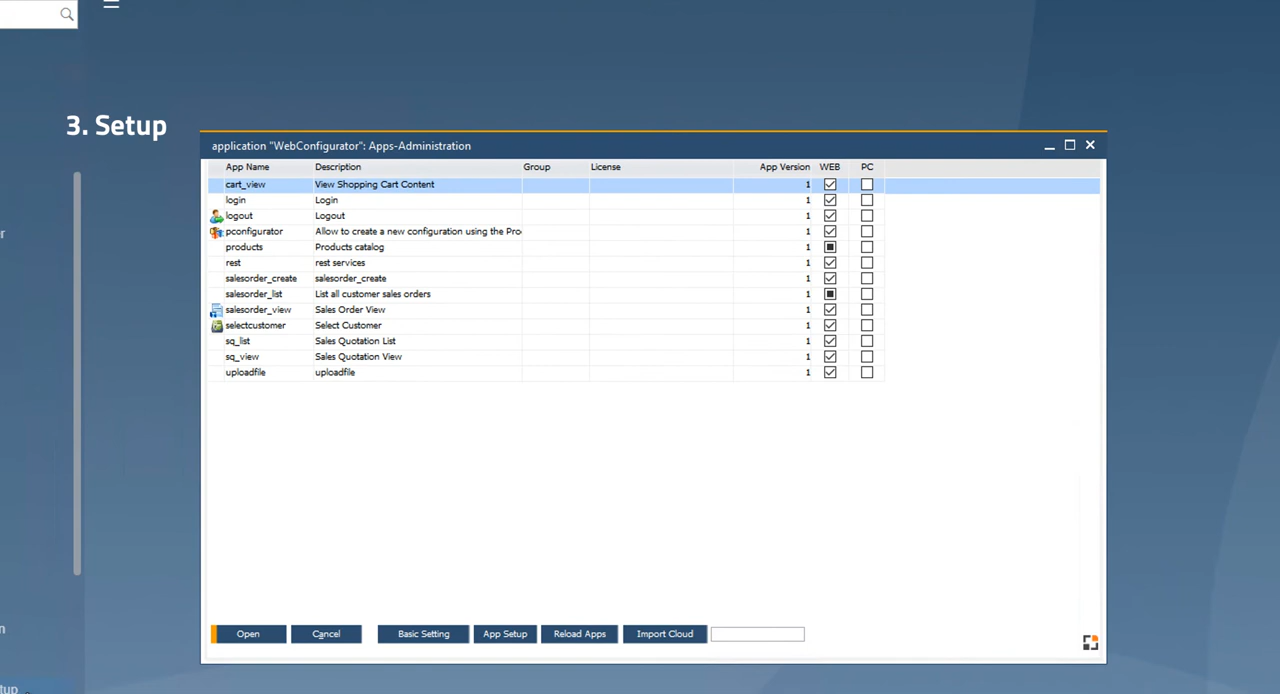 3. Setup
application "WebConfigurator": Apps-Administration
App Name Description Group License App Version WEB PC
cart_view View Shopping Cart Content 1
login Login 1
logout Logout 1
pconfigurator Allow to create a new configuration using the Pro 1
products Products catalog 1
rest rest services 1
salesorder_create salesorder_create 1
salesorder_list List all customer sales orders 1
salesorder_view Sales Order View 1
selectcustomer Select Customer 1
sq_list Sales Quotation List 1
sq_view Sales Quotation View 1
uploadfile uploadfile 1
Open Cancel Basic Setting App Setup Reload Apps Import Cloud